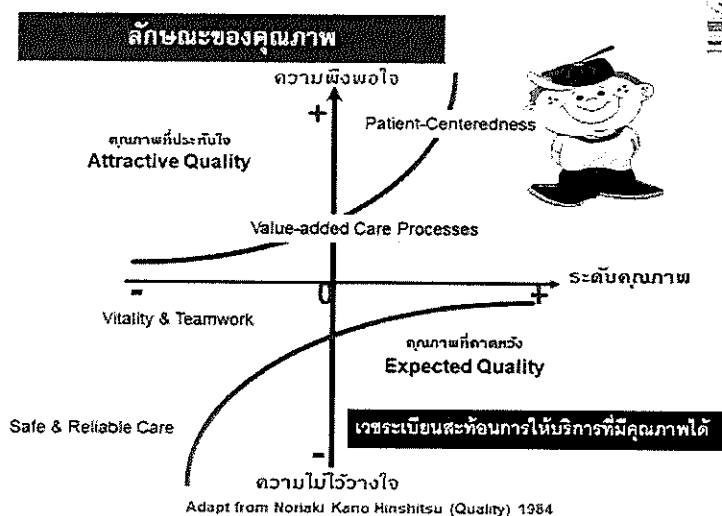 ลักษณะของคุณภาพ
ความพึงพอใจ
+
Patient-Centeredness
คุณภาพที่ประทับใจ
Attractive Quality
Value-added Care Processes
-
0
+
ระดับคุณภาพ
Vitality & Teamwork
คุณภาพที่คาดหวัง
Expected Quality
Safe & Reliable Care
เวชระเบียนสะท้อนการให้บริการที่มีคุณภาพได้
-
ความไม่ไว้วางใจ
Adapt from Noriaki Kano Hinshitsu (Quality) 1984